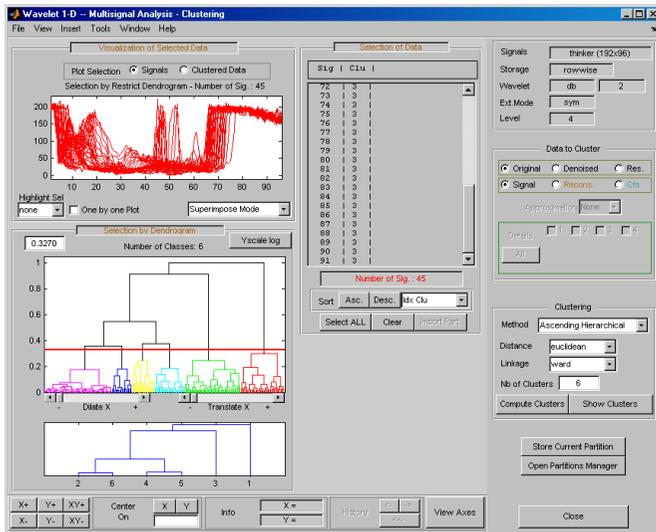 Wavelet 1-D -- Multisignal Analysis - Clustering
File View Insert Tools Window Help
Visualization of Selected Data
Plot Selection Signals Clustered Data
Selection by Restrict Dendrogram - Number of Sig. : 45
200
150
100
50
0
10 20 30 40 50 60 70 80 90
Highlight Sel
none One by one Plot Superimpose Mode
Selection by Dendrogram
0.3270 Number of Classes: 6 Yscale log
1
0.8
0.6
0.4
0.2
0
- Dilate X + - Translate X +
2 6 4 5 3 1
Selection of Data
Sig | Clu |
72 | 3 |
73 | 3 |
74 | 3 |
75 | 3 |
76 | 3 |
77 | 3 |
78 | 3 |
79 | 3 |
80 | 3 |
81 | 3 |
82 | 3 |
83 | 3 |
84 | 3 |
85 | 3 |
86 | 3 |
87 | 3 |
88 | 3 |
89 | 3 |
90 | 3 |
91 | 3 |
Number of Sig.: 45
Sort Asc. Desc. Idx Clu
Select ALL Clear Import Part
Signals thinker (192x96)
Storage rowwise
Wavelet db 2
Ext.Mode sym
Level 4
Data to Cluster
Original Denoised Res.
Signal Recons. Cfs
Approximation None
Details 1 2 3 4
All
Clustering
Method Ascending Hierarchical
Distance euclidean
Linkage ward
Nb of Clusters 6
Compute Clusters Show Clusters
Store Current Partition
Open Partitions Manager
Close
X+ Y+ XY+
X- Y- XY-
Center On X Y
Info X =
Y =
History <- ->
<<-
View Axes